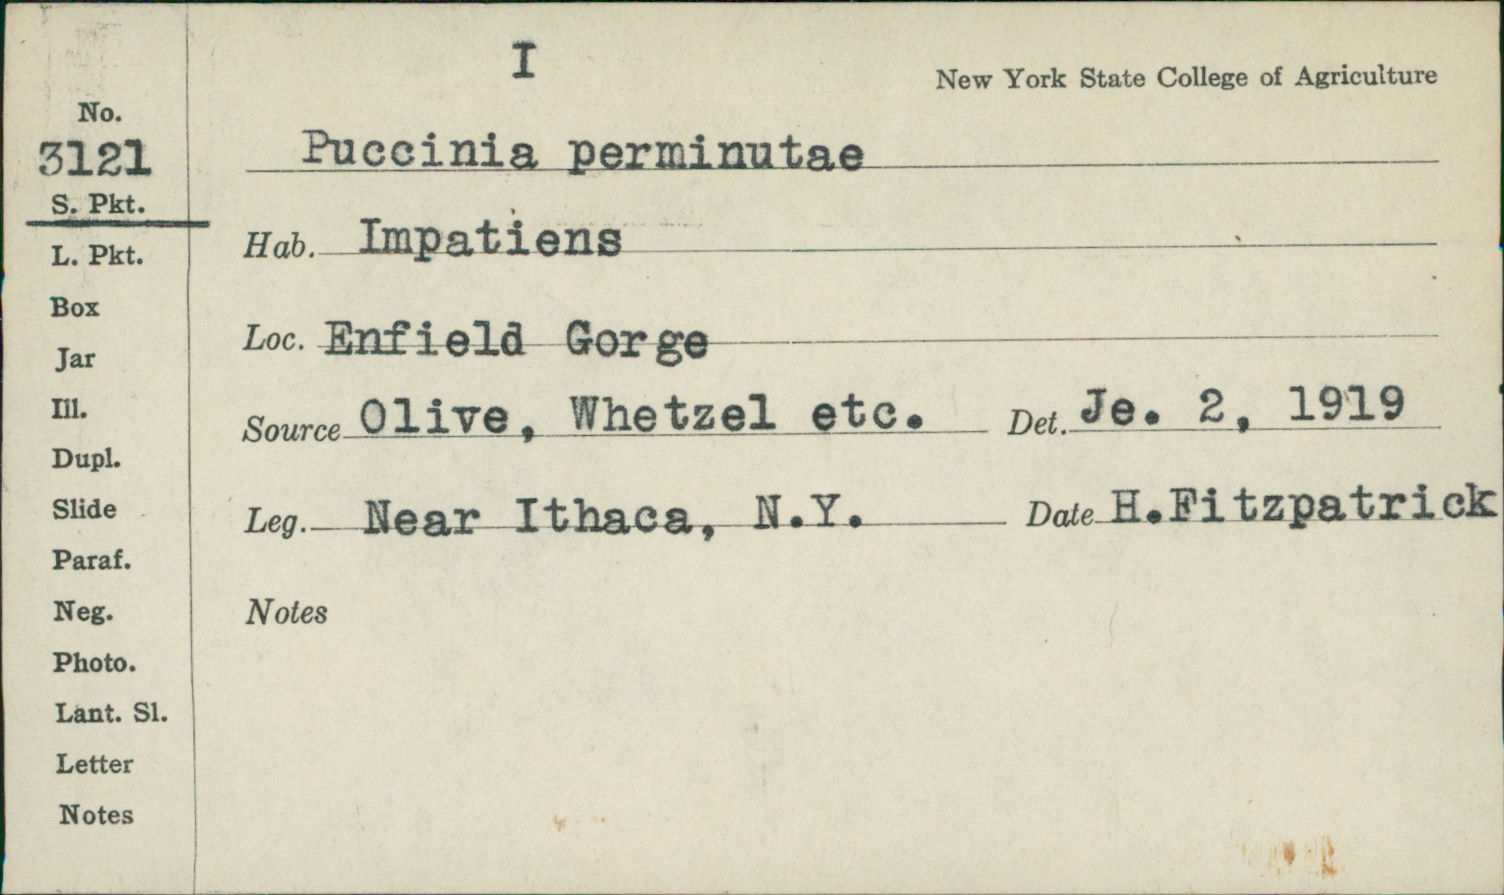 I
New York State College of Agriculture
No.
3121
Puccinia perminutae
S. Pkt.
Hab. Impatiens
L. Pkt.
Box
Loc. Enfield Gorge
Jar
Ill.
Source Olive, Whetzel etc. Det. Je. 2, 1919
Dupl.
Slide
Leg. Near Ithaca, N.Y. Date H.Fitzpatrick
Paraf.
Neg.
Notes
Photo.
Lant. Sl.
Letter
Notes